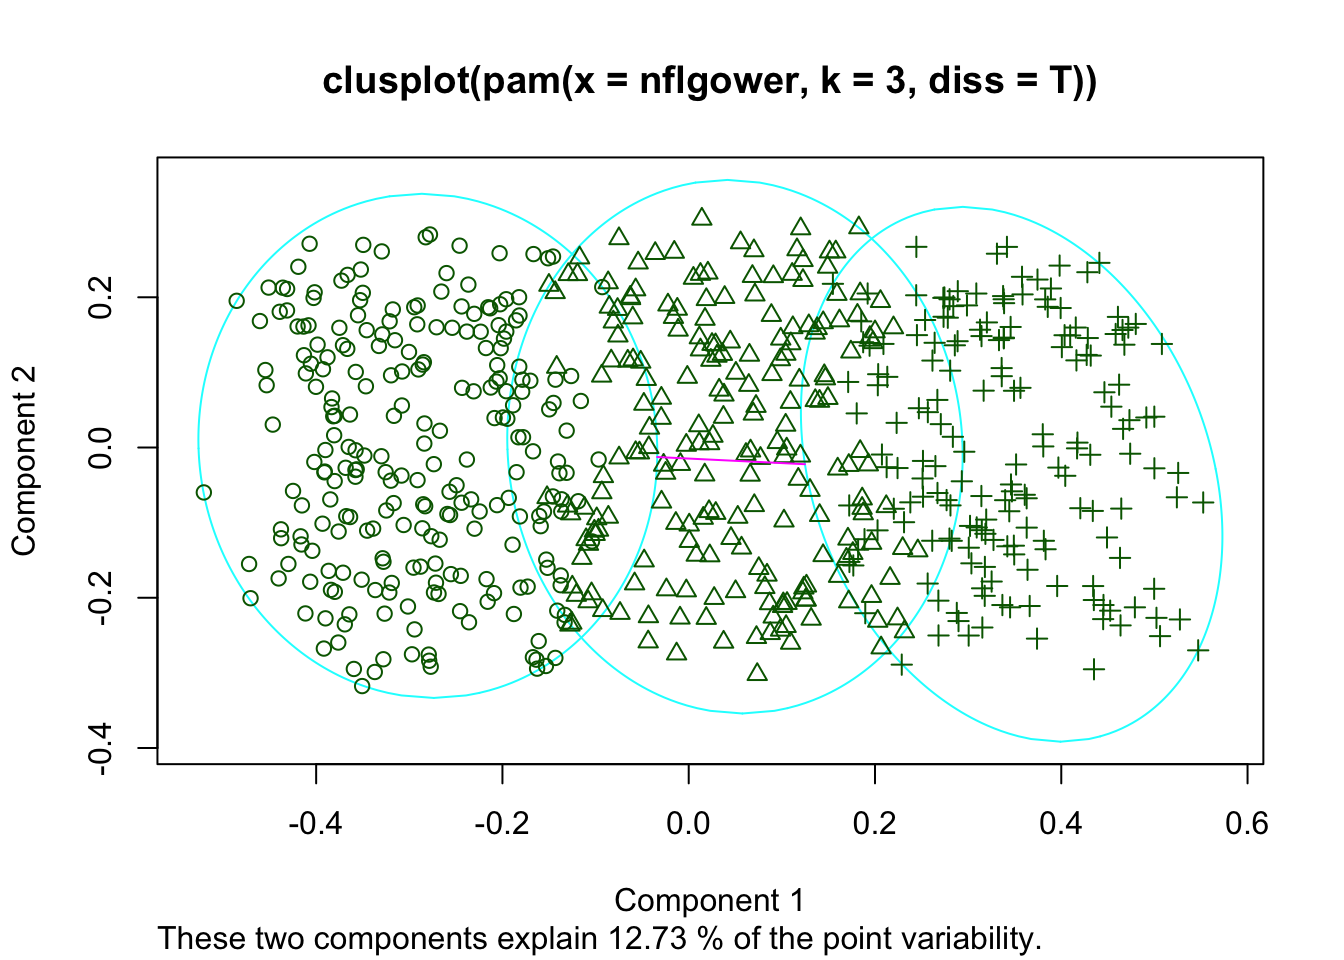 clusplot(pam(x = nflgower, k = 3, diss = T))
Component 2
0.2
0.0
-0.2
-0.4
-0.4 -0.2 0.0 0.2 0.4 0.6
Component 1
These two components explain 12.73 % of the point variability.